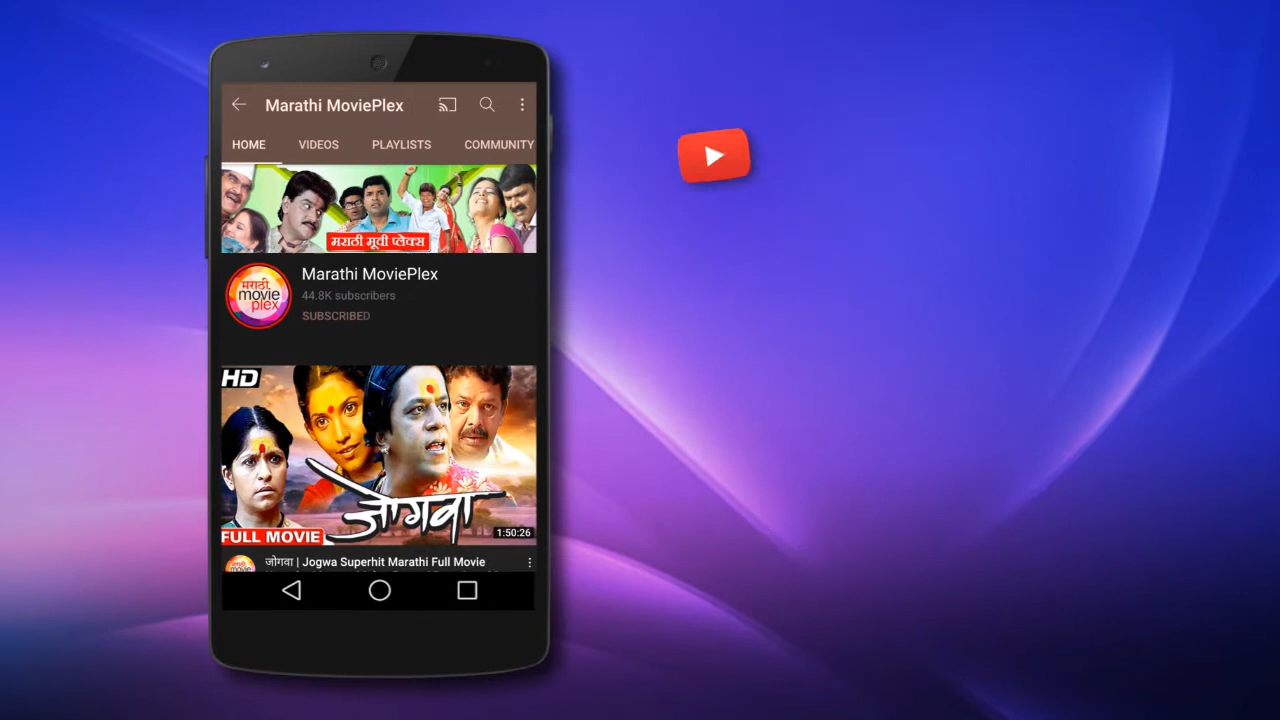 Marathi MoviePlex
HOME VIDEOS PLAYLISTS COMMUNITY
मराठी मूवी प्लेक्स
Marathi MoviePlex
44.8K subscribers
SUBSCRIBED
मराठी
movie
plex
HD
जोगवा
FULL MOVIE
1:50:26
जोगवा | Jogwa Superhit Marathi Full Movie